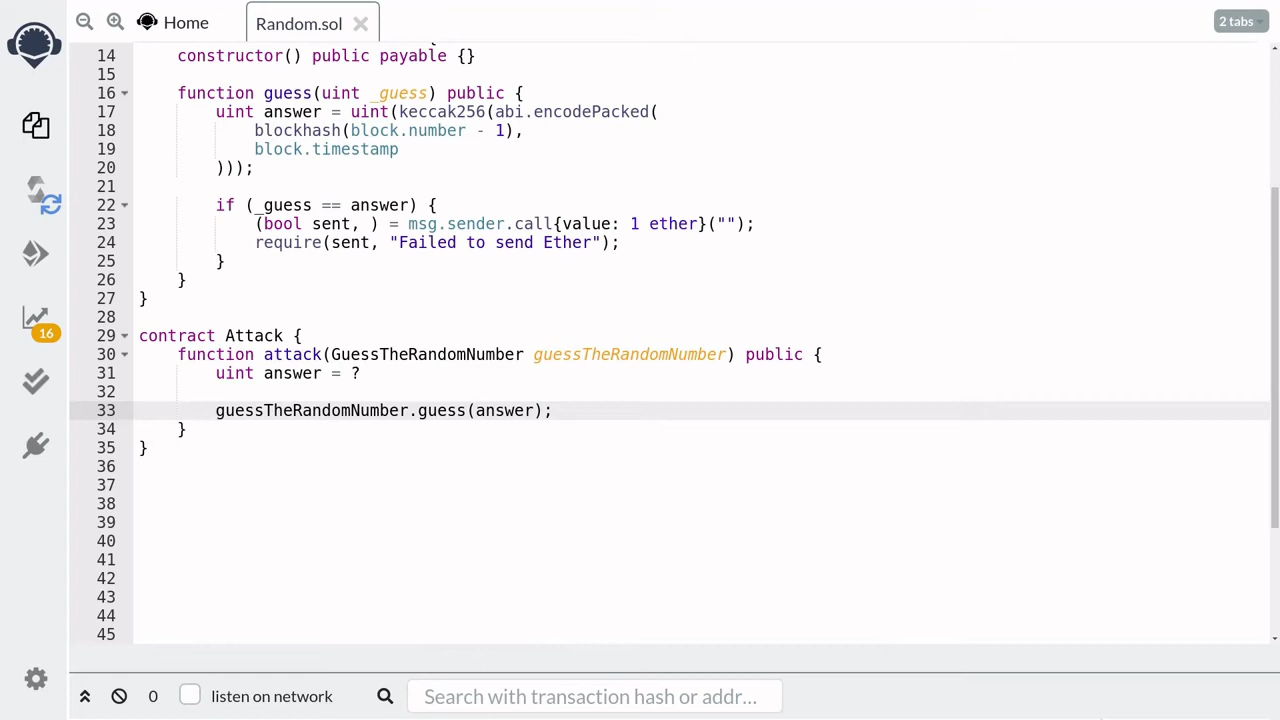 Home
Random.sol
2 tabs
14 constructor() public payable {}
15
16 function guess(uint _guess) public {
17 uint answer = uint(keccak256(abi.encodePacked(
18 blockhash(block.number - 1),
19 block.timestamp
20 )));
21
22 if (_guess == answer) {
23 (bool sent, ) = msg.sender.call{value: 1 ether}("");
24 require(sent, "Failed to send Ether");
25 }
26 }
27 }
28
29 contract Attack {
30 function attack(GuessTheRandomNumber guessTheRandomNumber) public {
31 uint answer = ?
32
33 guessTheRandomNumber.guess(answer);
34 }
35 }
36
37
38
39
40
41
42
43
44
45
16
0 listen on network Search with transaction hash or addr...